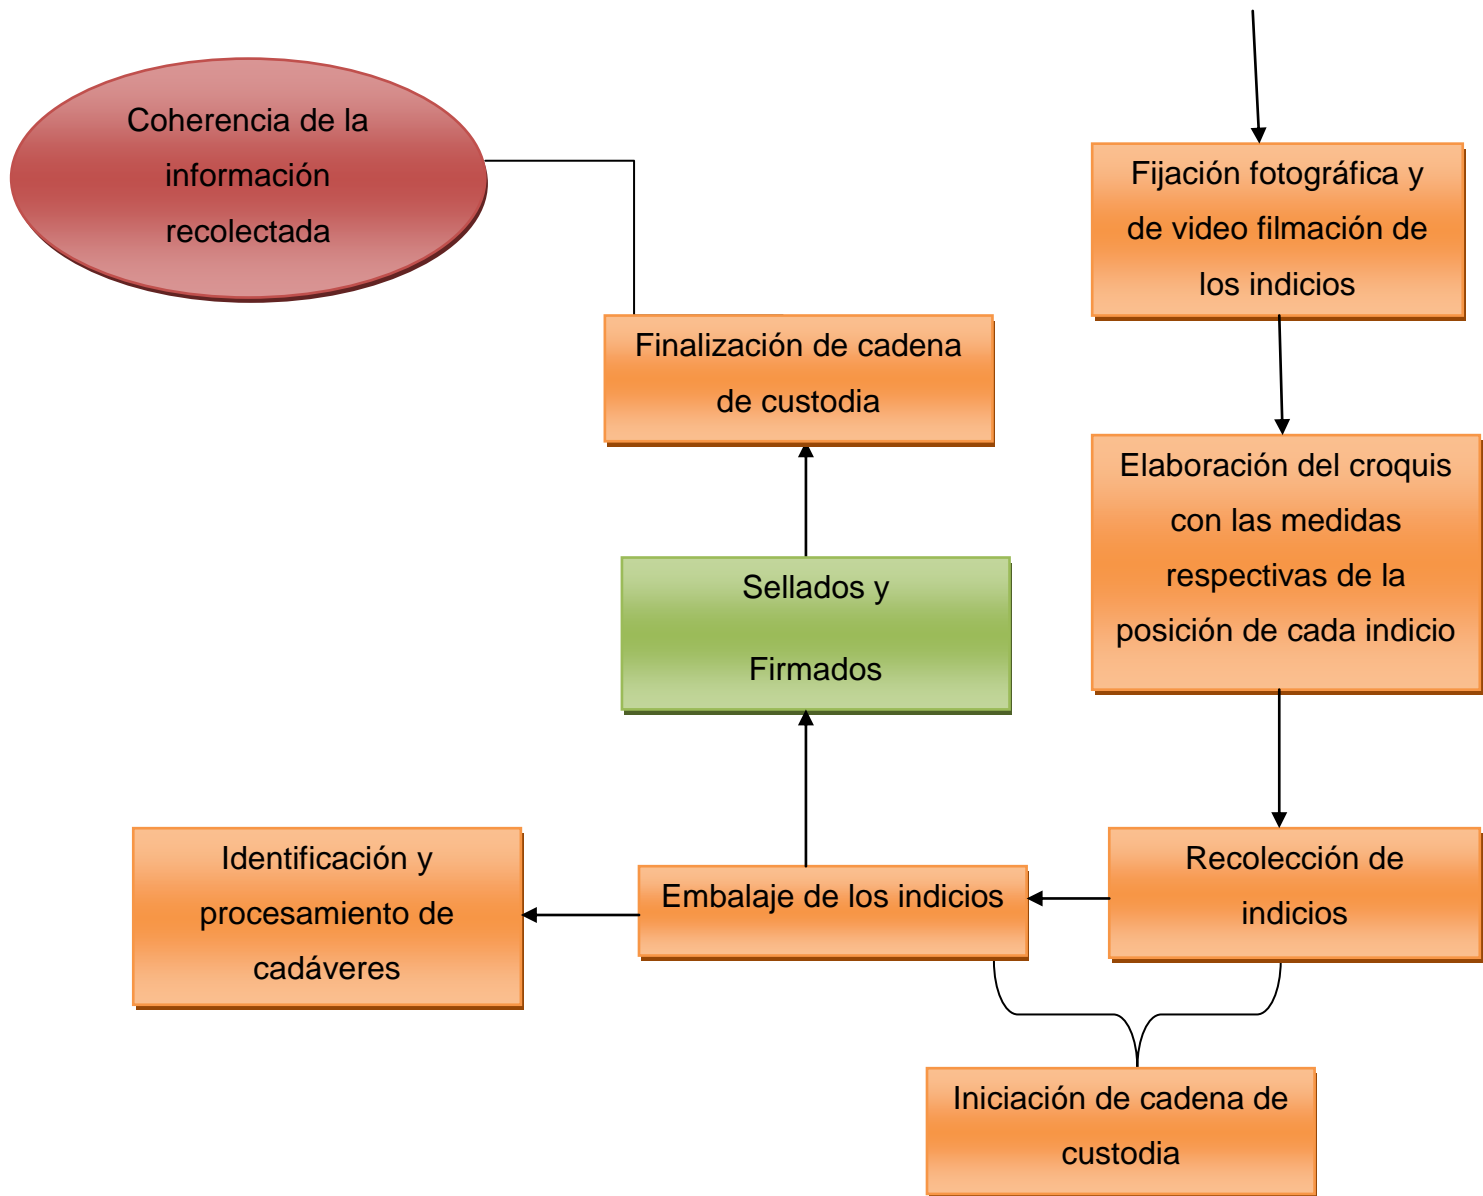 Coherencia de la
información
recolectada
Fijación fotográfica y
de video filmación de
los indicios
Finalización de cadena
de custodia
Elaboración del croquis
con las medidas
respectivas de la
posición de cada indicio
Sellados y
Firmados
Identificación y
procesamiento de
cadáveres
Embalaje de los indicios
Recolección de
indicios
Iniciación de cadena de
custodia